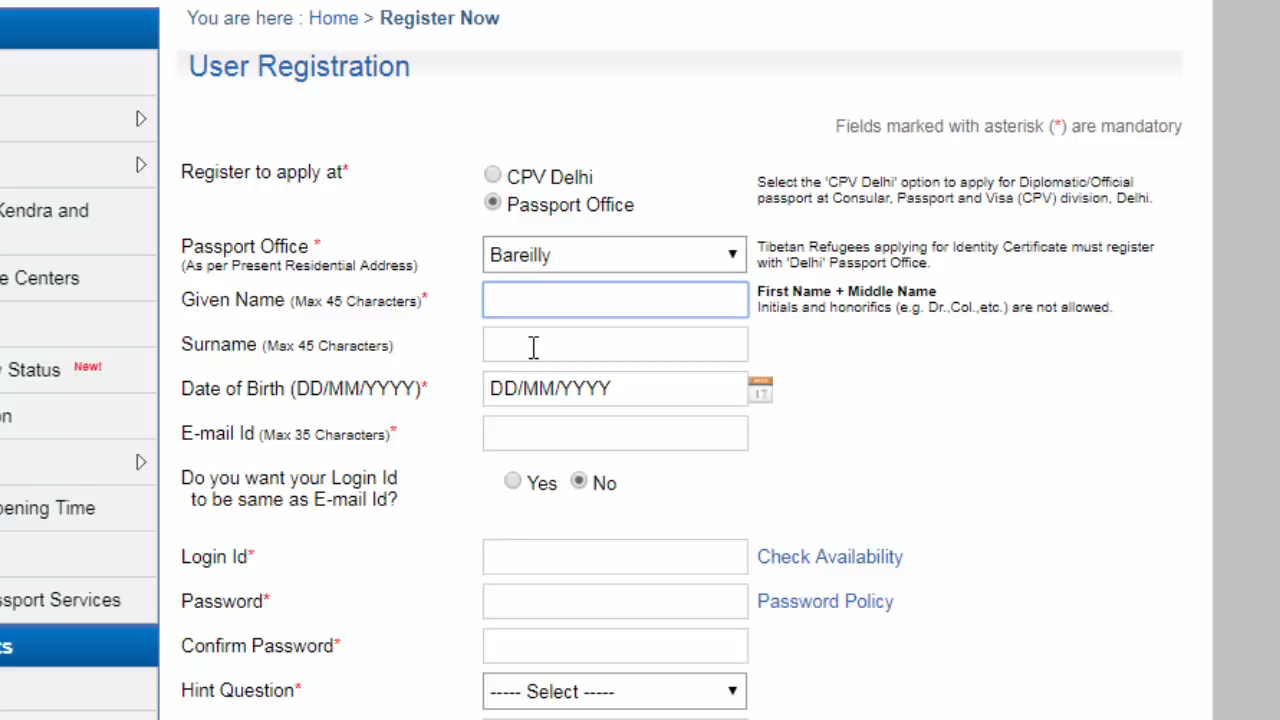 You are here : Home > Register Now
User Registration
Fields marked with asterisk (*) are mandatory
Register to apply at*
CPV Delhi
Passport Office
Select the 'CPV Delhi' option to apply for Diplomatic/Official
passport at Consular, Passport and Visa (CPV) division, Delhi.
Passport Office *
(As per Present Residential Address)
Bareilly
Tibetan Refugees applying for Identity Certificate must register
with 'Delhi' Passport Office.
Given Name (Max 45 Characters)*
First Name + Middle Name
Initials and honorifics (e.g. Dr.,Col.,etc.) are not allowed.
Surname (Max 45 Characters)
Date of Birth (DD/MM/YYYY)*
DD/MM/YYYY
17
E-mail Id (Max 35 Characters)*
Do you want your Login Id
to be same as E-mail Id?
Yes No
Login Id*
Check Availability
Password*
Password Policy
Confirm Password*
Hint Question*
----- Select -----
Kendra and
Centers
Status New!
Time
Services